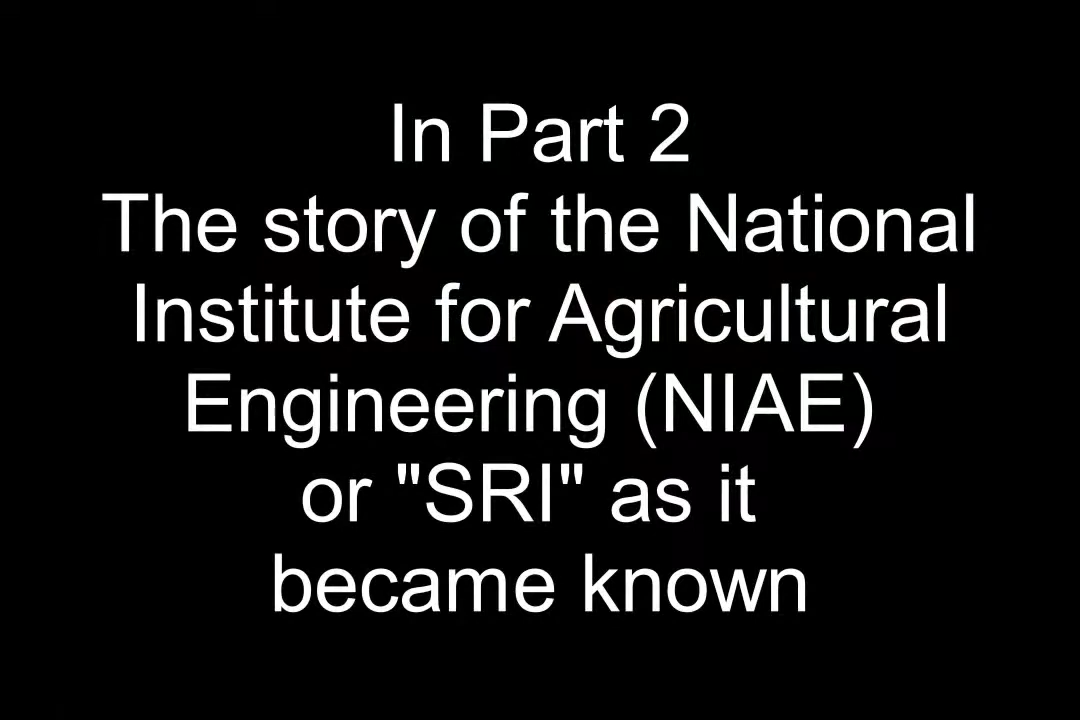 In Part 2
The story of the National
Institute for Agricultural
Engineering (NIAE)
or "SRI" as it
became known